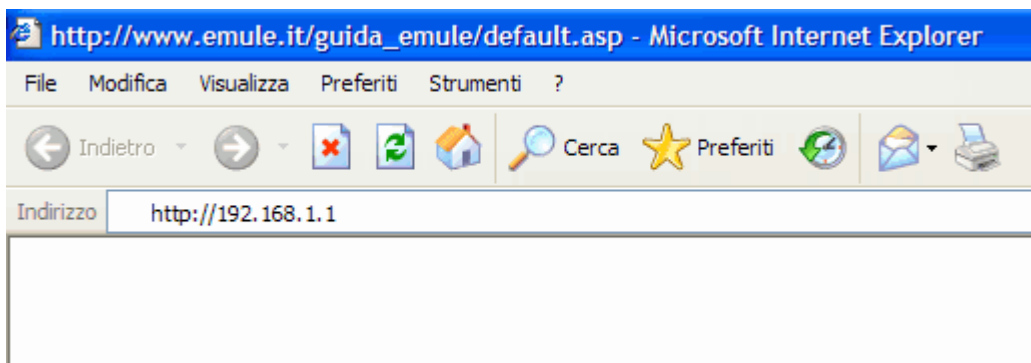 http://www.emule.it/guida_emule/default.asp - Microsoft Internet Explorer
File Modifica Visualizza Preferiti Strumenti ?
Indietro Cerca Preferiti
Indirizzo http://192.168.1.1